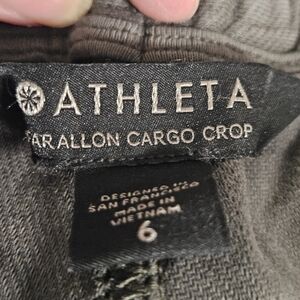 ATHLETA
FARALLON CARGO CROP
DESIGNED IN
SAN FRANCISCO
MADE IN
VIETNAM
6